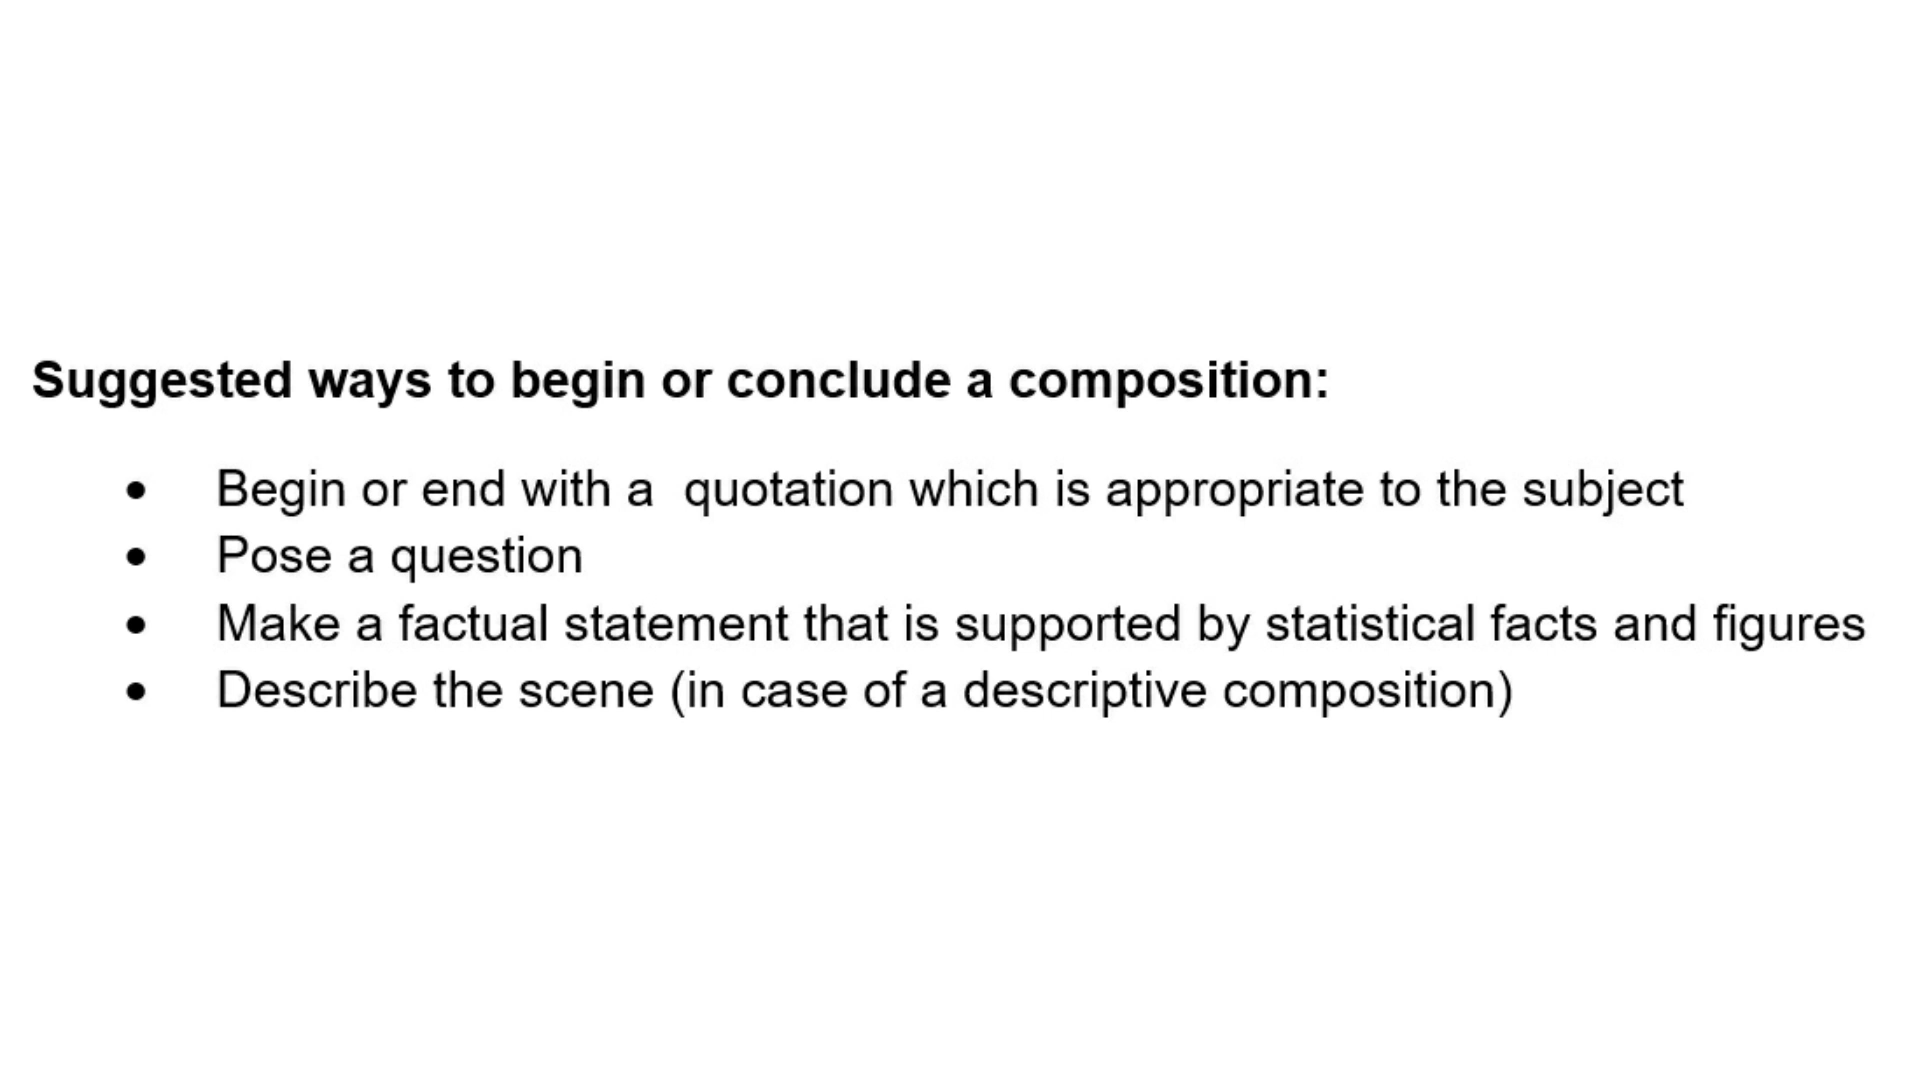 Suggested ways to begin or conclude a composition:
• Begin or end with a  quotation which is appropriate to the subject
• Pose a question
• Make a factual statement that is supported by statistical facts and figures
• Describe the scene (in case of a descriptive composition)